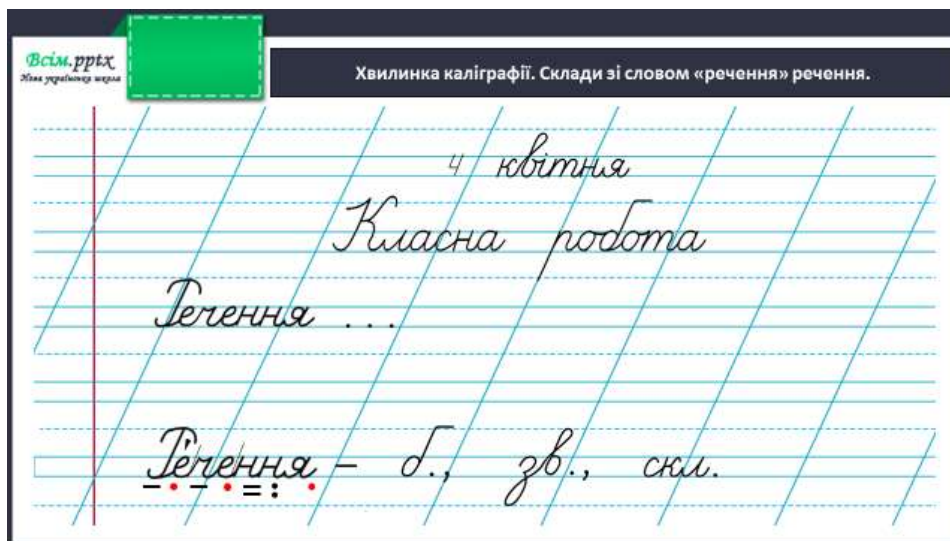 Всім.pptx
Нова українська школа
Хвилинка каліграфії. Склади зі словом «речення» речення.
4 квітня
Класна робота
Речення ...
Речення – б., зв., скл.